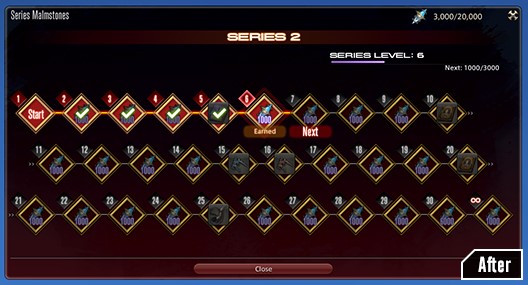 Series Malmstones
3,000/20,000
SERIES 2
SERIES LEVEL: 6
Next: 1000/3000
1 2 3 4 5 6 7 8 9 10
Start 1000 1000 1000 1000 1000 1000
Earned Next
11 12 13 14 15 16 17 18 19 20
1000 1000 1000 1000 1000 1000 1000
21 22 23 24 25 26 27 28 29 30 ∞
1000 1000 1000 1000 1000 1000 1000 1000 1000 1000
Close
After